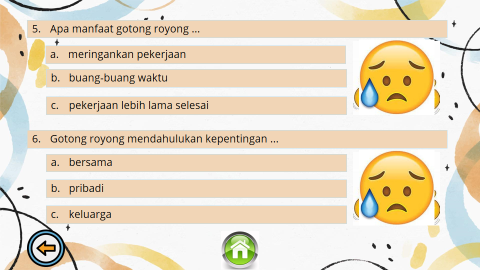 5. Apa manfaat gotong royong ...
a. meringankan pekerjaan
b. buang-buang waktu
c. pekerjaan lebih lama selesai
6. Gotong royong mendahulukan kepentingan ...
a. bersama
b. pribadi
c. keluarga